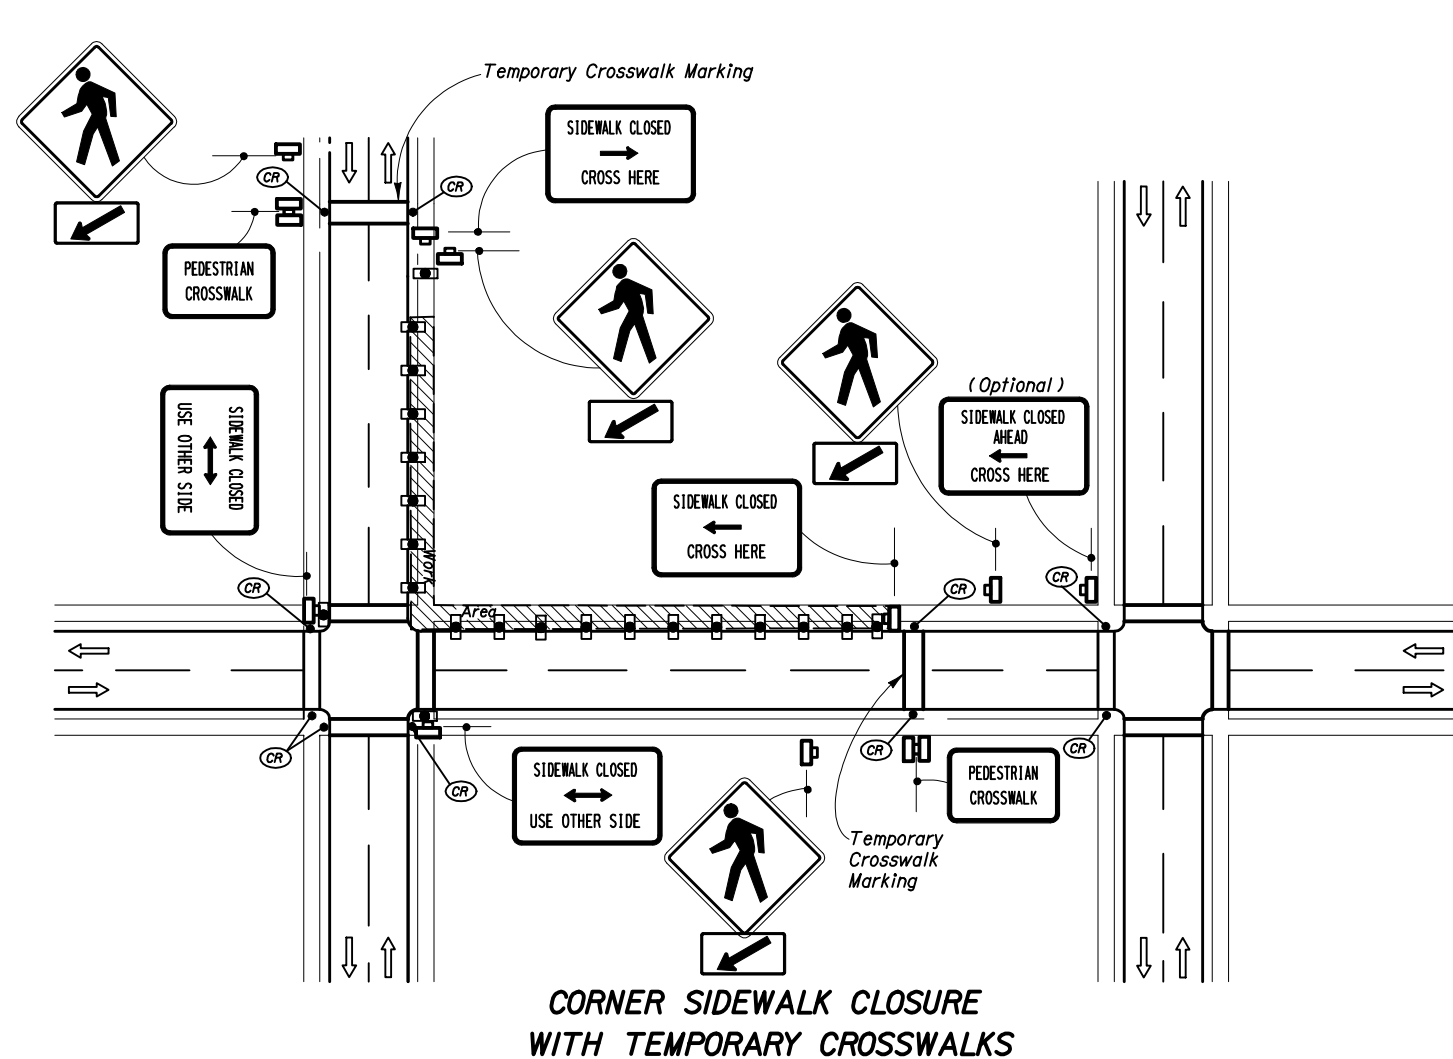 Temporary Crosswalk Marking
SIDEWALK CLOSED
CROSS HERE
CR
CR
PEDESTRIAN
CROSSWALK
(Optional)
SIDEWALK CLOSED
AHEAD
CROSS HERE
SIDEWALK CLOSED
USE OTHER SIDE
SIDEWALK CLOSED
CROSS HERE
Work
Area
CR
CR
CR
CR
CR
CR
CR
SIDEWALK CLOSED
USE OTHER SIDE
PEDESTRIAN
CROSSWALK
Temporary
Crosswalk
Marking
CORNER SIDEWALK CLOSURE
WITH TEMPORARY CROSSWALKS